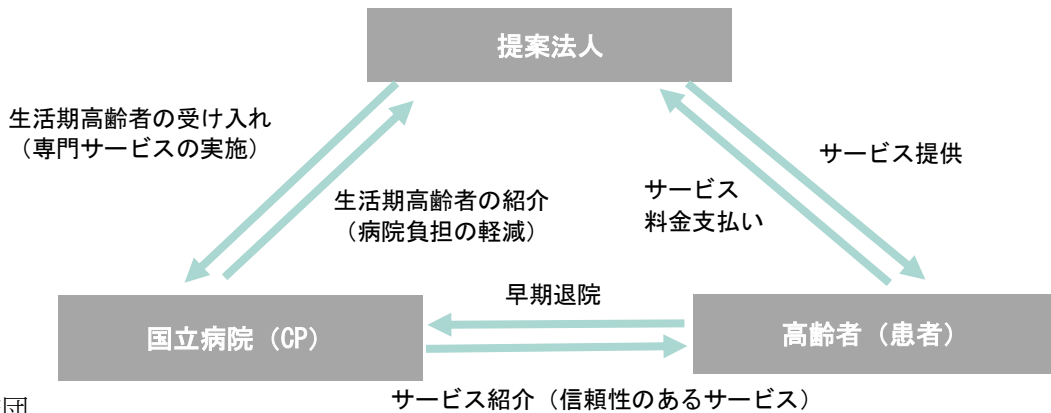 提案法人
生活期高齢者の受け入れ
（専門サービスの実施）
サービス提供
生活期高齢者の紹介
（病院負担の軽減）
サービス
料金支払い
早期退院
国立病院（CP）
高齢者（患者）
サービス紹介（信頼性のあるサービス）
団